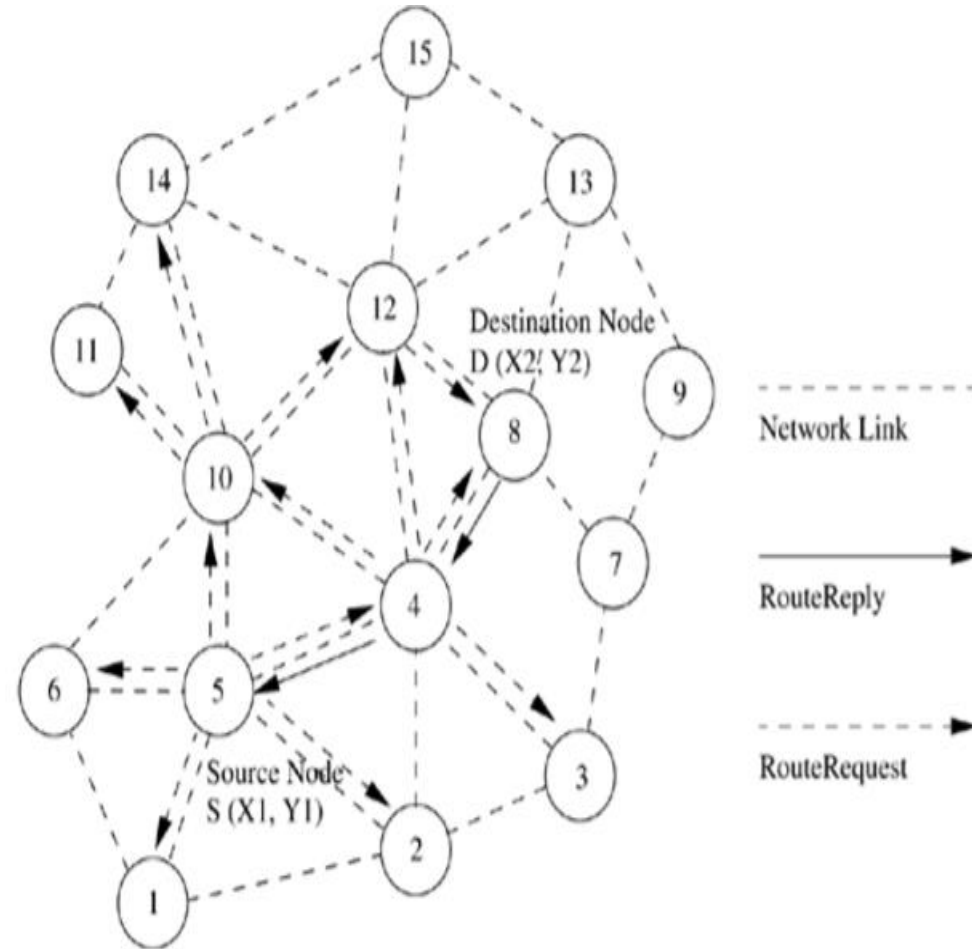 15
14
13
12
11
Destination Node
D (X2, Y2)
9
8
10
Network Link
7
4
RouteReply
6
5
3
RouteRequest
Source Node
S (X1, Y1)
2
1